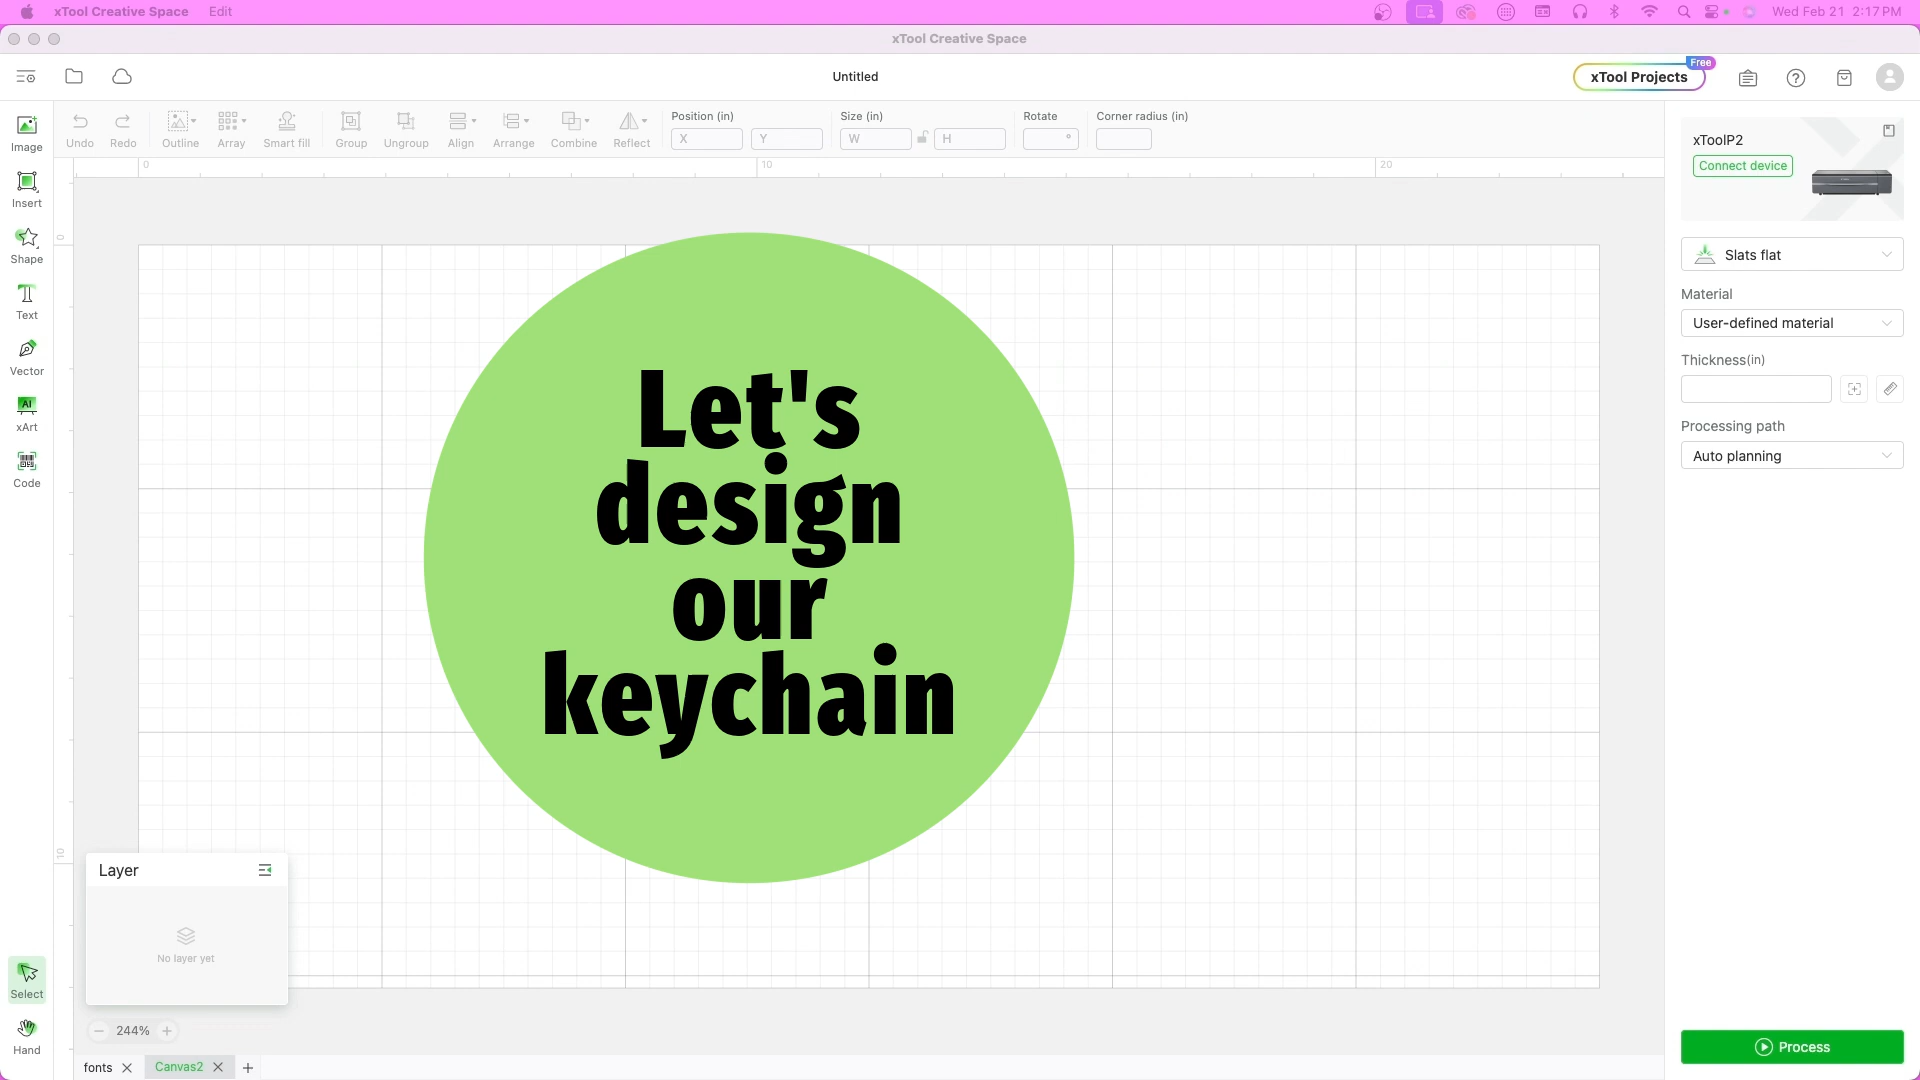 xTool Creative Space Edit Wed Feb 21 2:17 PM
xTool Creative Space
Untitled
xTool Projects Free
Undo Redo Outline Array Smart fill Group Ungroup Align Arrange Combine Reflect
Position (in) Size (in) Rotate Corner radius (in)
X Y W H °
0 10 20
0
10
Image
Insert
Shape
Text
Vector
AI
xArt
Code
Select
Hand
Let's
design
our
keychain
Layer
No layer yet
244%
fonts Canvas2
xToolP2
Connect device
Slats flat
Material
User-defined material
Thickness(in)
Processing path
Auto planning
Process